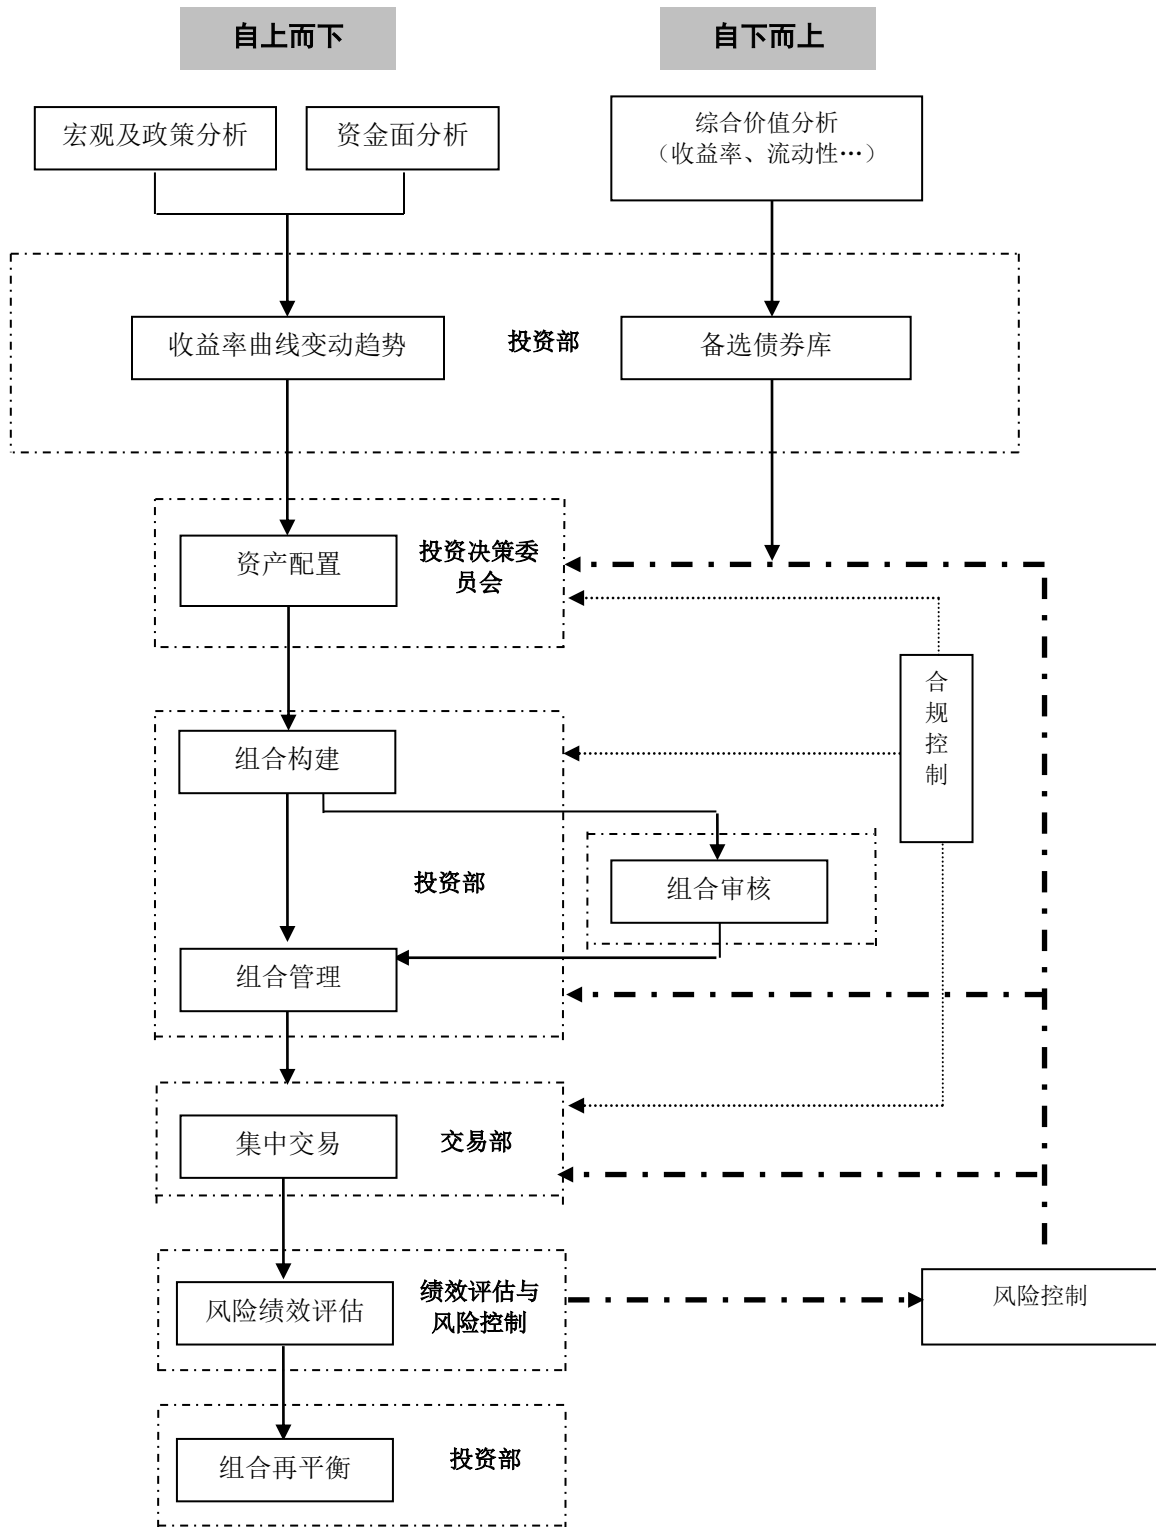 自上而下
自下而上
宏观及政策分析
资金面分析
综合价值分析
（收益率、流动性…）
收益率曲线变动趋势
投资部
备选债券库
资产配置
投资决策委
员会
合
规
控
制
组合构建
投资部
组合审核
组合管理
集中交易
交易部
风险绩效评估
绩效评估与
风险控制
风险控制
组合再平衡
投资部